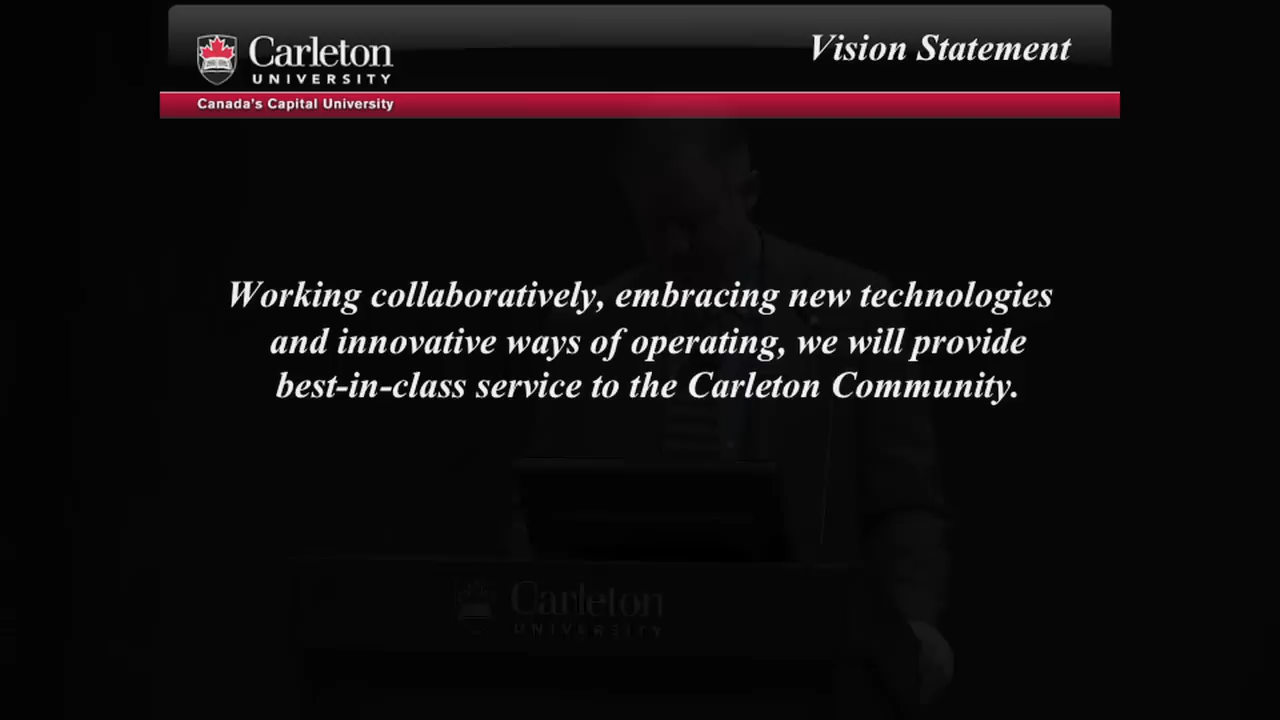 Carleton
UNIVERSITY
Vision Statement
Canada's Capital University
Working collaboratively, embracing new technologies
and innovative ways of operating, we will provide
best-in-class service to the Carleton Community.
Carleton
UNIVERSITY